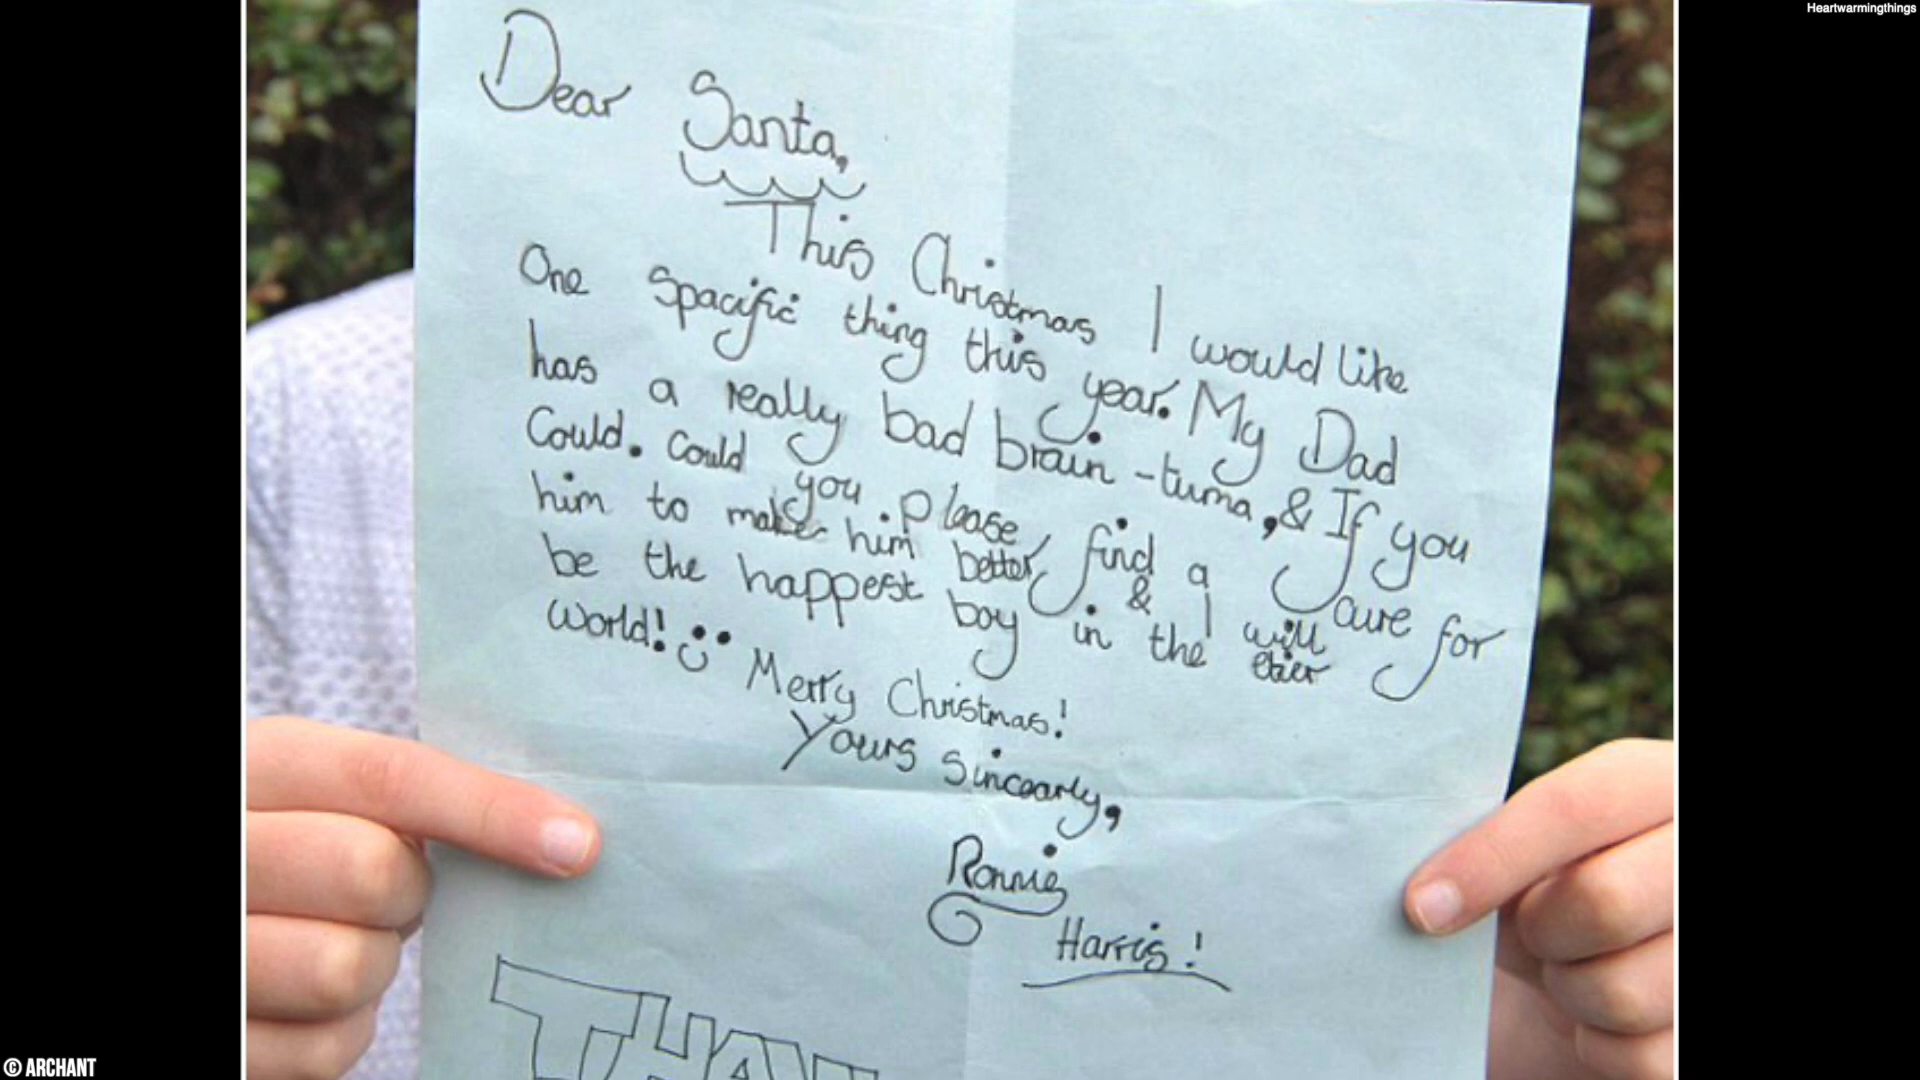 Heartwarmingthings
Dear Santa,
This Christmas I would like
One spacific thing this year. My Dad
has a really bad brain-tuma, & If you
Could. Could you please find a cure for
him to make him better, & I will
be the happest boy in the
World! Merry Christmas!
Yours sincearly,
Ronnie
Harris!
THAN
© ARCHANT